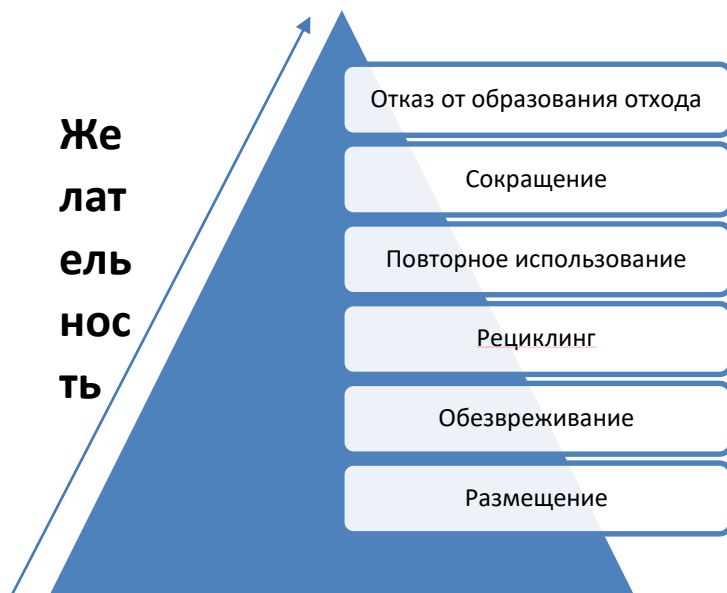 Же
лат
ель
нос
ть
Отказ от образования отхода
Сокращение
Повторное использование
Рециклинг
Обезвреживание
Размещение